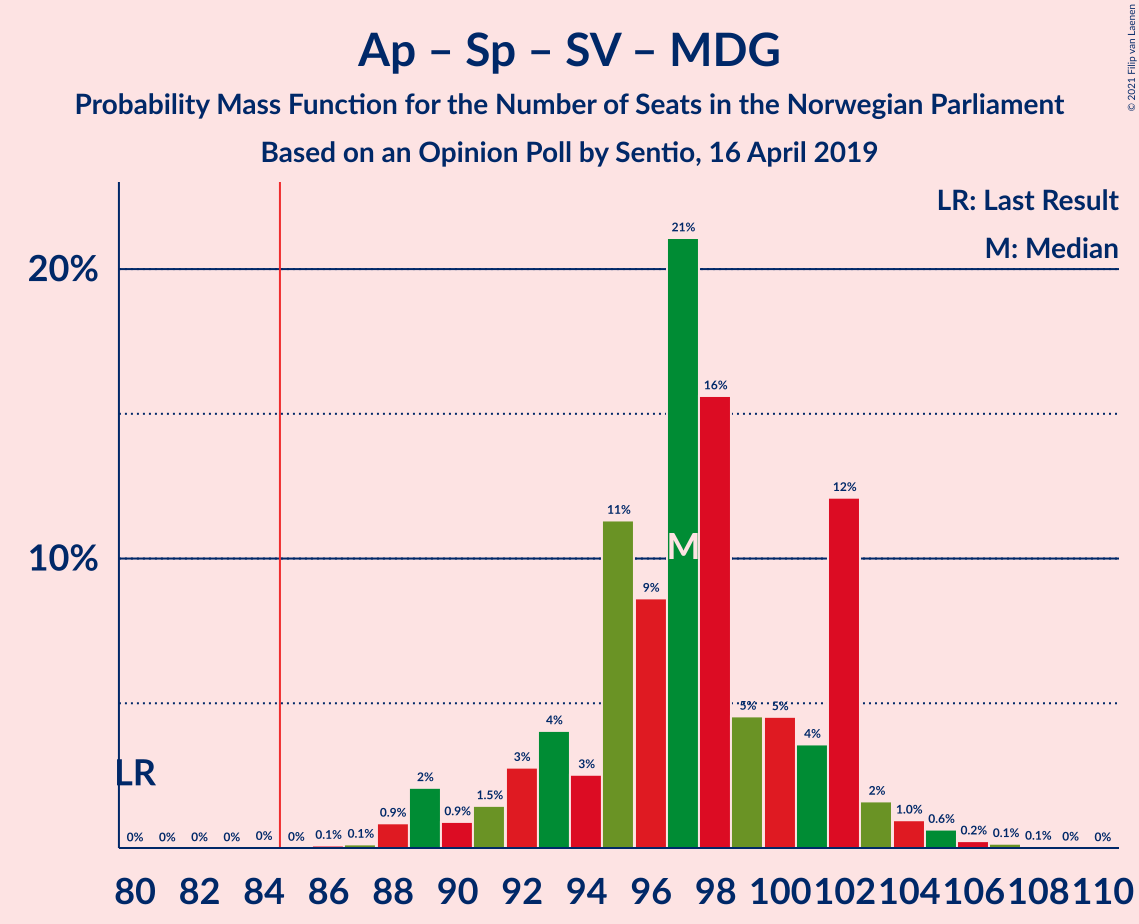 Ap – Sp – SV – MDG
Probability Mass Function for the Number of Seats in the Norwegian Parliament
Based on an Opinion Poll by Sentio, 16 April 2019
© 2021 Filip van Laenen
LR: Last Result
M: Median
20%
10%
LR
M
0% 0% 0% 0% 0% 0% 0.1% 0.1% 0.9% 2% 0.9% 1.5% 3% 4% 3% 11% 9% 21% 16% 5% 5% 4% 12% 2% 1.0% 0.6% 0.2% 0.1% 0.1% 0% 0%
80 82 84 86 88 90 92 94 96 98 100 102 104 106 108 110